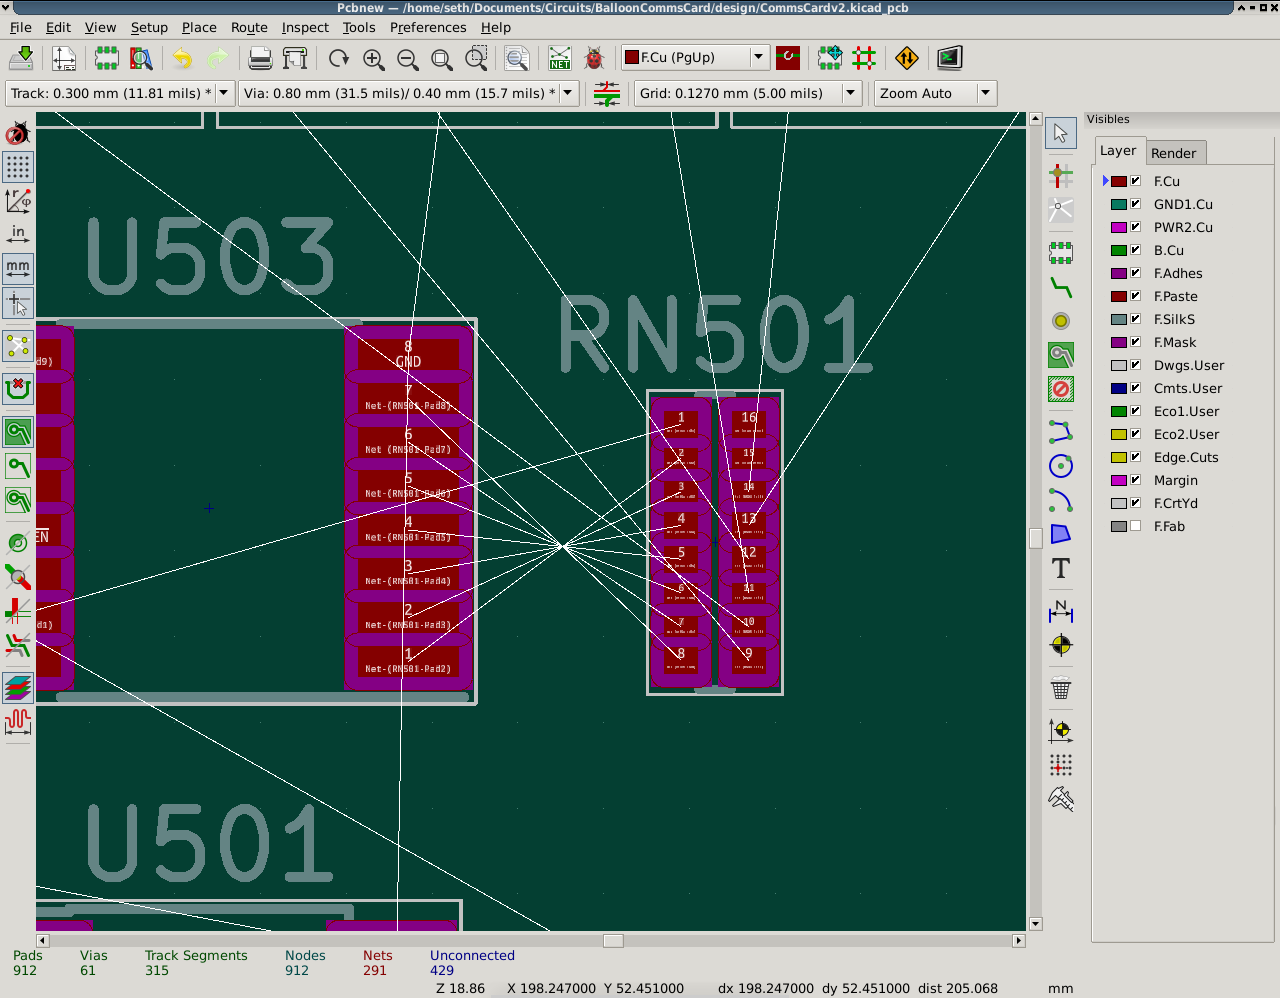 Pcbnew — /home/seth/Documents/Circuits/BalloonCommsCard/design/CommsCardv2.kicad_pcb
File Edit View Setup Place Route Inspect Tools Preferences Help
NET
F.Cu (PgUp)
Track: 0.300 mm (11.81 mils) *
Via: 0.80 mm (31.5 mils)/ 0.40 mm (15.7 mils) *
Grid: 0.1270 mm (5.00 mils)
Zoom Auto
in
mm
U503
RN501
8
GND
7
Net-(RN501-Pad8)
6
Net (RN501-Pad7)
5
Net-(RN501-Pad6)
4
Net-(RN501-Pad5)
3
Net-(RN501-Pad4)
2
Net-(RN501-Pad3)
1
Net-(RN501-Pad2)
d9)
EN
d1)
1 16
2 15
3 14
4 13
5 12
6 11
7 10
8 9
U501
Visibles
Layer Render
F.Cu
GND1.Cu
PWR2.Cu
B.Cu
F.Adhes
F.Paste
F.SilkS
F.Mask
Dwgs.User
Cmts.User
Eco1.User
Eco2.User
Edge.Cuts
Margin
F.CrtYd
F.Fab
T
N
Pads Vias Track Segments Nodes Nets Unconnected
912 61 315 912 291 429
Z 18.86 X 198.247000 Y 52.451000 dx 198.247000 dy 52.451000 dist 205.068 mm